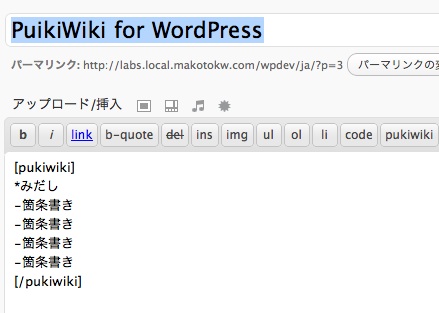 PuikiWiki for WordPress
パーマリンク: http://labs.local.makotokw.com/wpdev/ja/?p=3 パーマリンクの変
アップロード/挿入
b i link b-quote del ins img ul ol li code pukiwiki
[pukiwiki]
*みだし
-箇条書き
-箇条書き
-箇条書き
-箇条書き
[/pukiwiki]